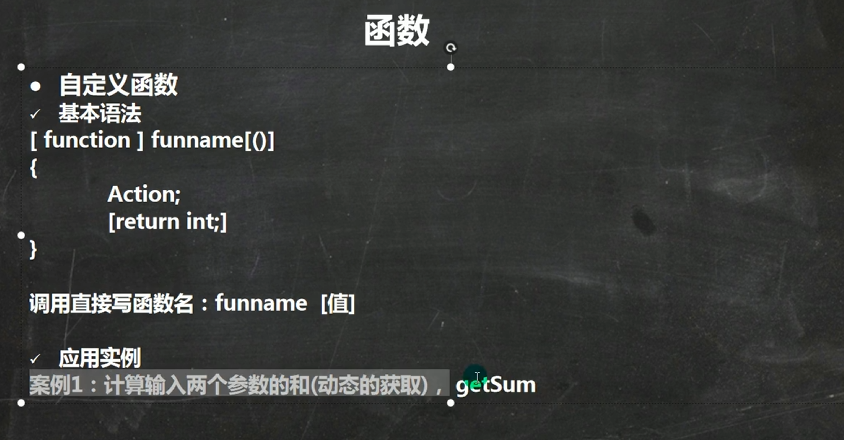 函数
● 自定义函数
✓ 基本语法
[ function ] funname[()]
{
Action;
[return int;]
}
调用直接写函数名：funname [值]
✓ 应用实例
案例1：计算输入两个参数的和(动态的获取)， getSum